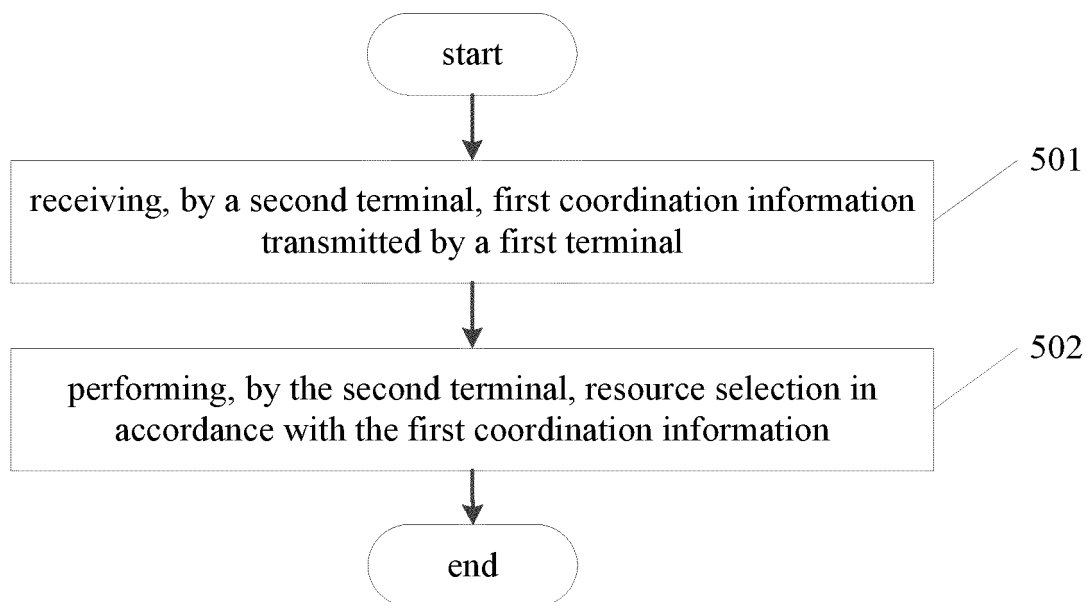 start
501
receiving, by a second terminal, first coordination information
transmitted by a first terminal
502
performing, by the second terminal, resource selection in
accordance with the first coordination information
end